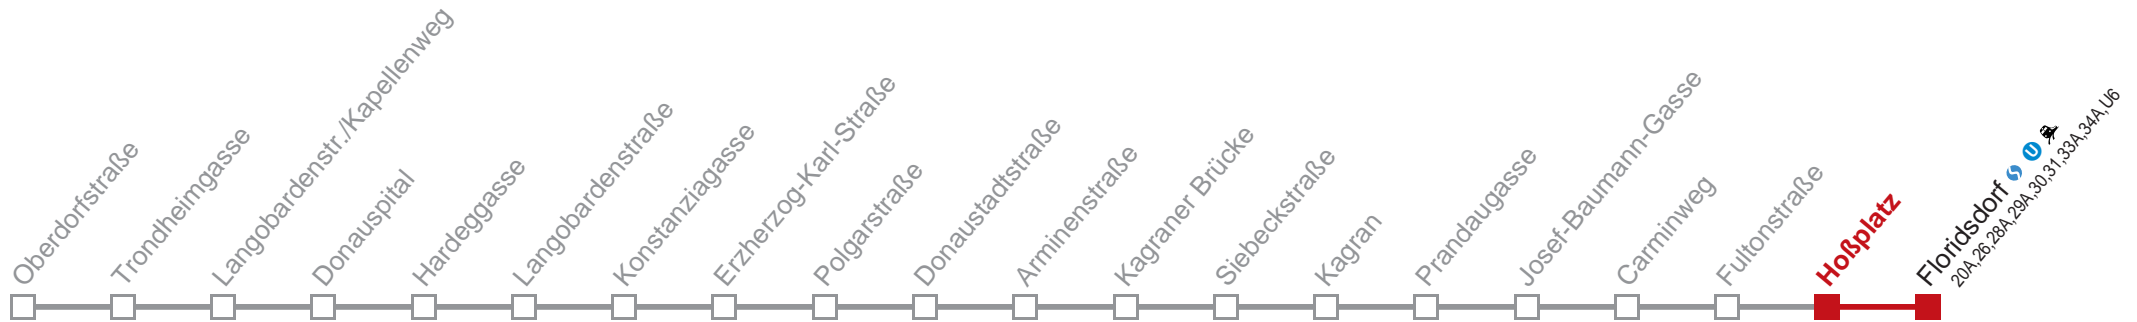 Oberdorfstraße
Trondheimgasse
Langobardenstr./Kapellenweg
Donauspital
Hardeggasse
Langobardenstraße
Konstanziagasse
Erzherzog-Karl-Straße
Polgarstraße
Donaustadtstraße
Arminenstraße
Kagraner Brücke
Siebeckstraße
Kagran
Prandaugasse
Josef-Baumann-Gasse
Carminweg
Fultonstraße
Hoßplatz
Floridsdorf S U
20A,26,28A,29A,30,31,33A,34A,U6